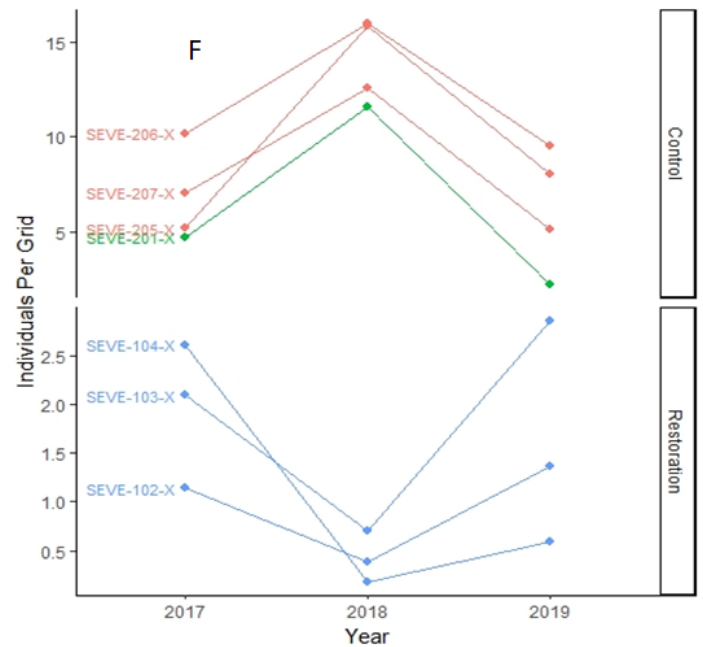 F
15
10
5
SEVE-206-X
SEVE-207-X
SEVE-205-X
SEVE-201-X
Control
Individuals Per Grid
2.5
2.0
1.5
1.0
0.5
SEVE-104-X
SEVE-103-X
SEVE-102-X
Restoration
2017 2018 2019
Year